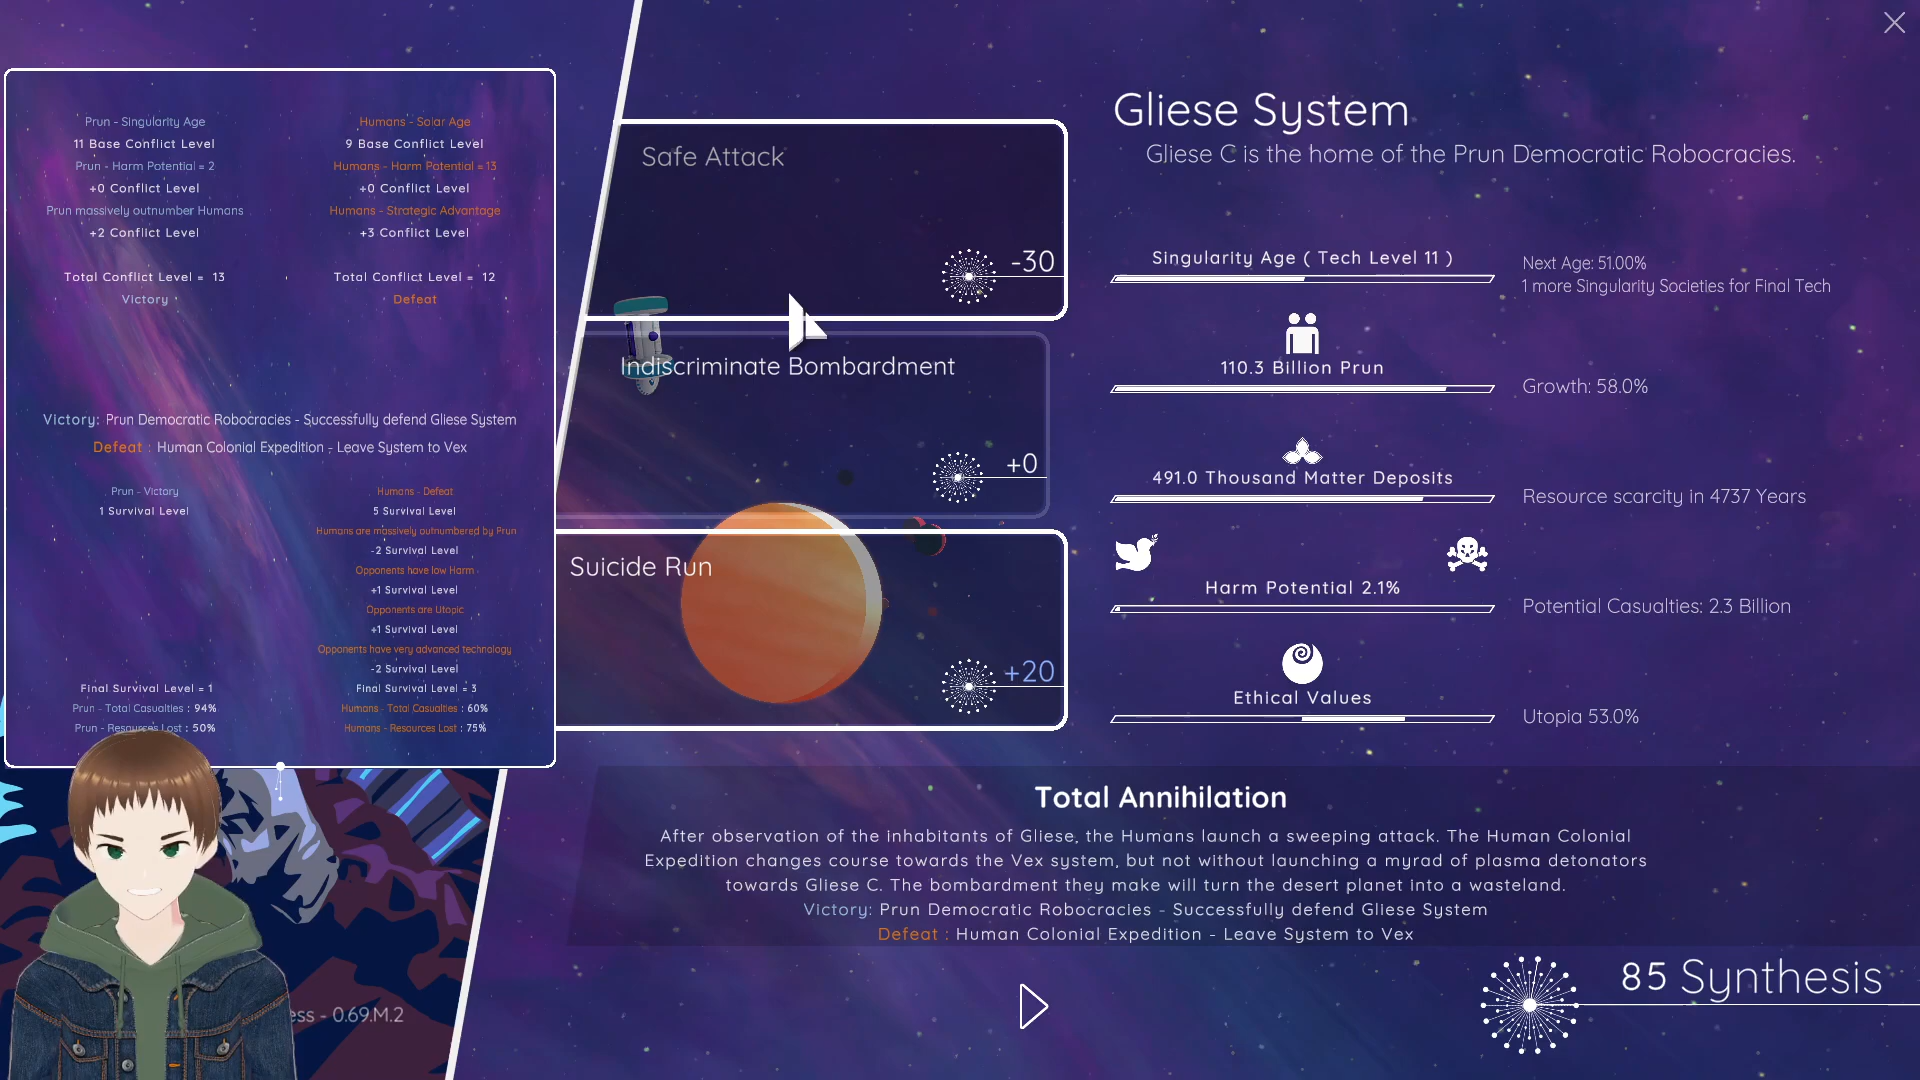 Prun - Singularity Age
11 Base Conflict Level
Prun - Harm Potential = 2
+0 Conflict Level
Prun massively outnumber Humans
+2 Conflict Level
Total Conflict Level = 13
Victory
Humans - Solar Age
9 Base Conflict Level
Humans - Harm Potential = 13
+0 Conflict Level
Humans - Strategic Advantage
+3 Conflict Level
Total Conflict Level = 12
Defeat
Victory: Prun Democratic Robocracies - Successfully defend Gliese System
Defeat : Human Colonial Expedition - Leave System to Vex
Prun - Victory
1 Survival Level
Final Survival Level = 1
Prun - Total Casualties : 94%
Prun - Resources Lost : 50%
Humans - Defeat
5 Survival Level
Humans are massively outnumbered by Prun
-2 Survival Level
Opponents have low Harm
+1 Survival Level
Opponents are Utopic
+1 Survival Level
Opponents have very advanced technology
-2 Survival Level
Final Survival Level = 3
Humans - Total Casualties : 60%
Humans - Resources Lost : 75%
Safe Attack
-30
Indiscriminate Bombardment
+0
Suicide Run
+20
Gliese System
Gliese C is the home of the Prun Democratic Robocracies.
Singularity Age ( Tech Level 11 )
Next Age: 51.00%
1 more Singularity Societies for Final Tech
110.3 Billion Prun
Growth: 58.0%
491.0 Thousand Matter Deposits
Resource scarcity in 4737 Years
Harm Potential 2.1%
Potential Casualties: 2.3 Billion
Ethical Values
Utopia 53.0%
Total Annihilation
After observation of the inhabitants of Gliese, the Humans launch a sweeping attack. The Human Colonial
Expedition changes course towards the Vex system, but not without launching a myrad of plasma detonators
towards Gliese C. The bombardment they make will turn the desert planet into a wasteland.
Victory: Prun Democratic Robocracies - Successfully defend Gliese System
Defeat : Human Colonial Expedition - Leave System to Vex
85 Synthesis
ess - 0.69.M.2